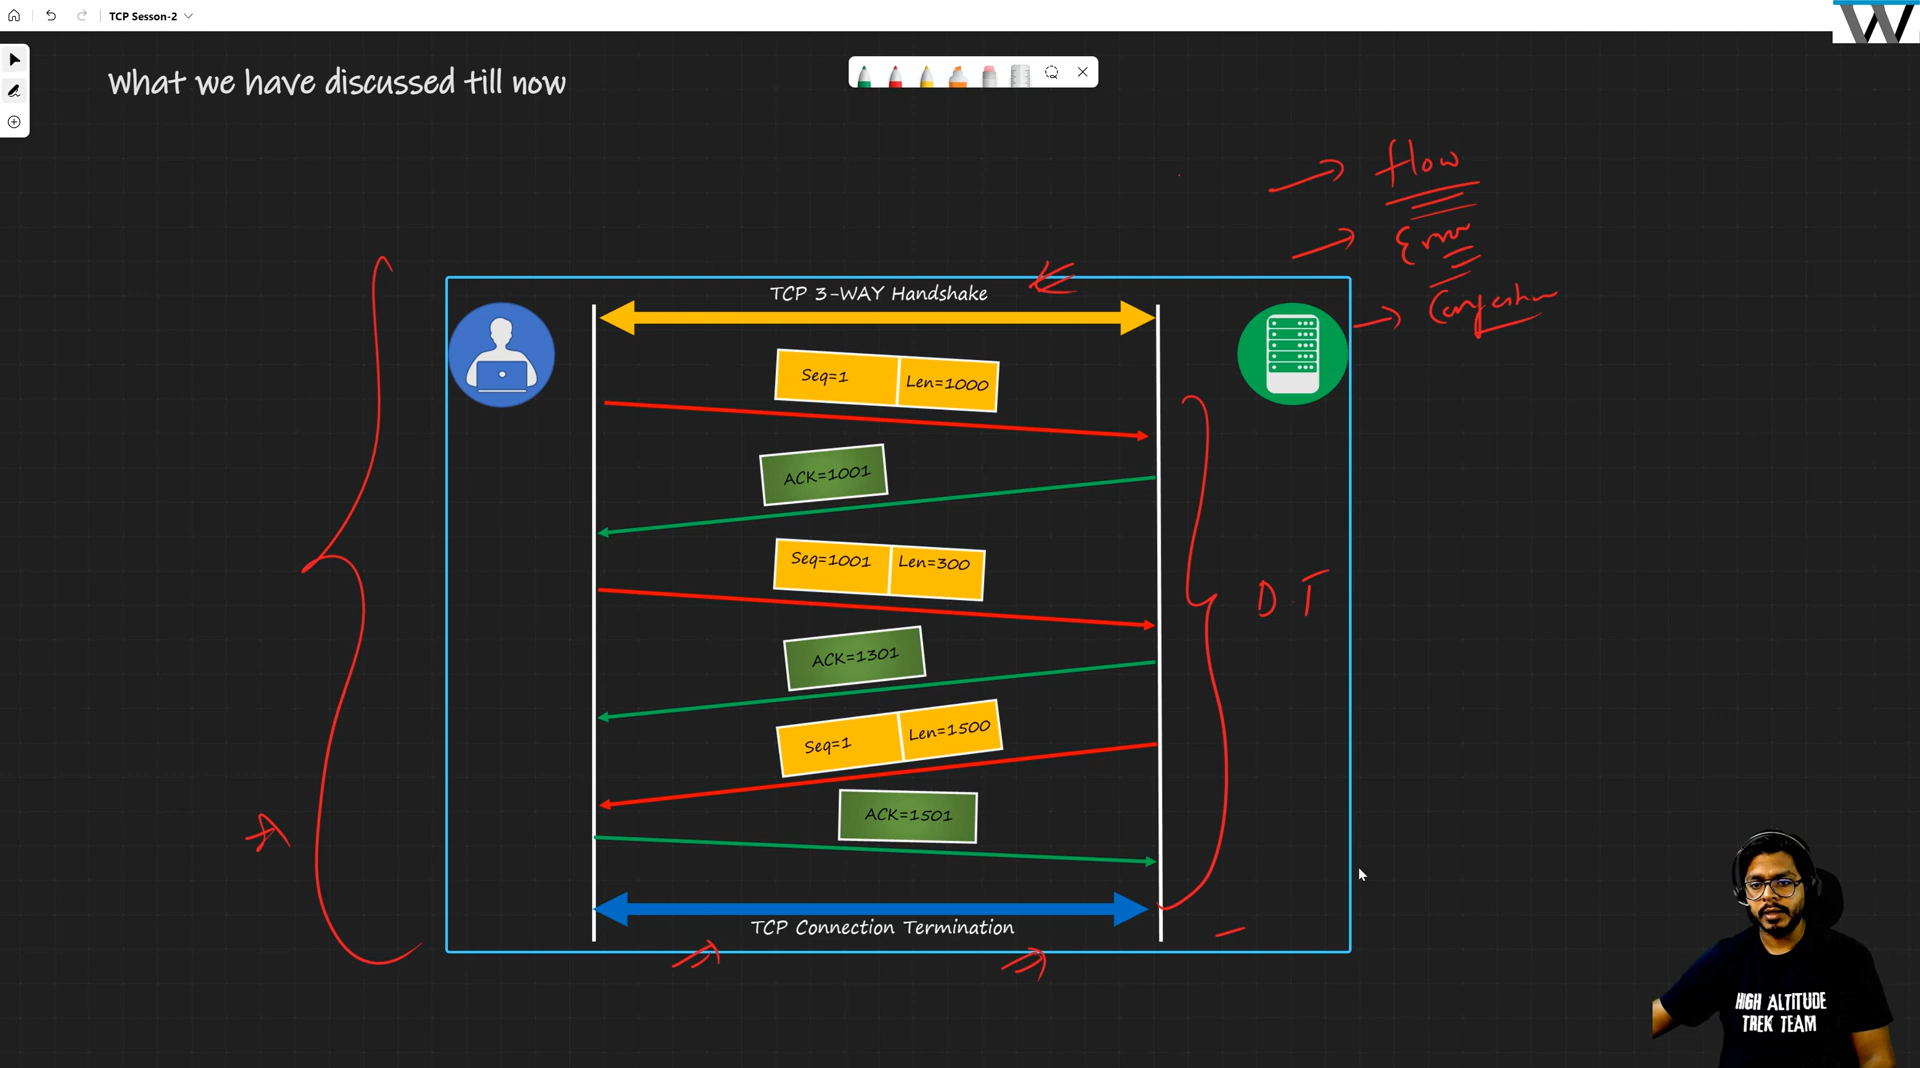 TCP Sesson-2
W
What we have discussed till now
flow
Error
Congestion
TCP 3-WAY Handshake
Seq=1 Len=1000
ACK=1001
Seq=1001 Len=300
D.T
ACK=1301
Seq=1 Len=1500
ACK=1501
TCP Connection Termination
HIGH ALTITUDE
TREK TEAM